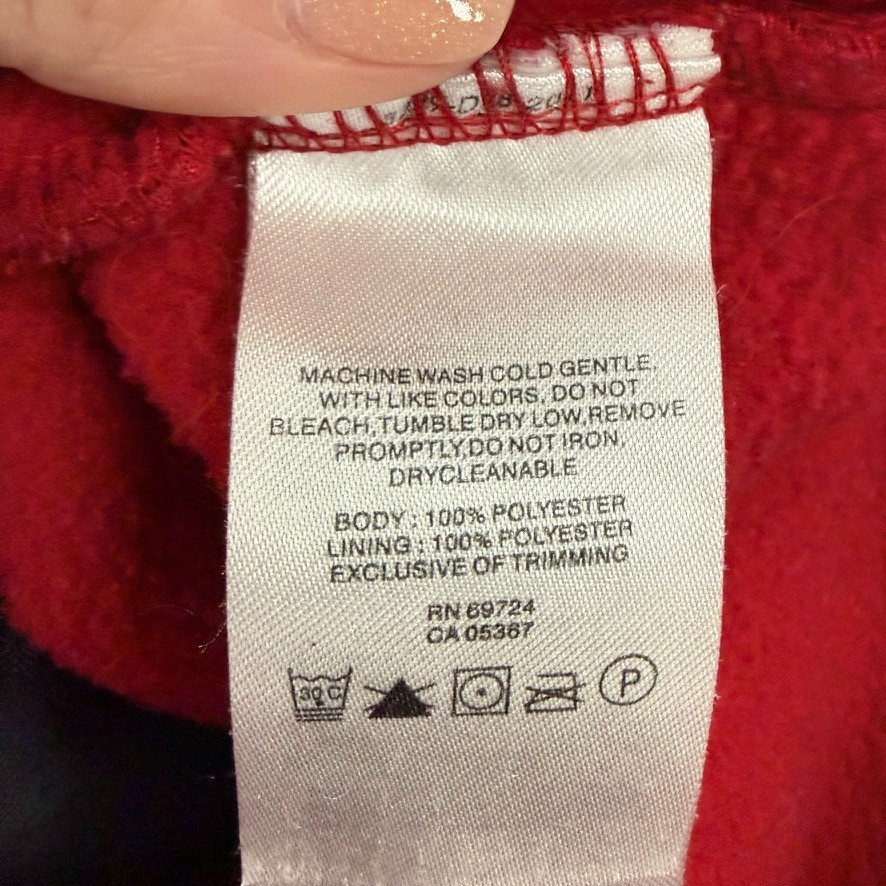 MACHINE WASH COLD GENTLE,
WITH LIKE COLORS, DO NOT
BLEACH,TUMBLE DRY LOW,REMOVE
PROMPTLY,DO NOT IRON,
DRYCLEANABLE
BODY : 100% POLYESTER
LINING : 100% POLYESTER
EXCLUSIVE OF TRIMMING
RN 69724
CA 05367
30 C
P